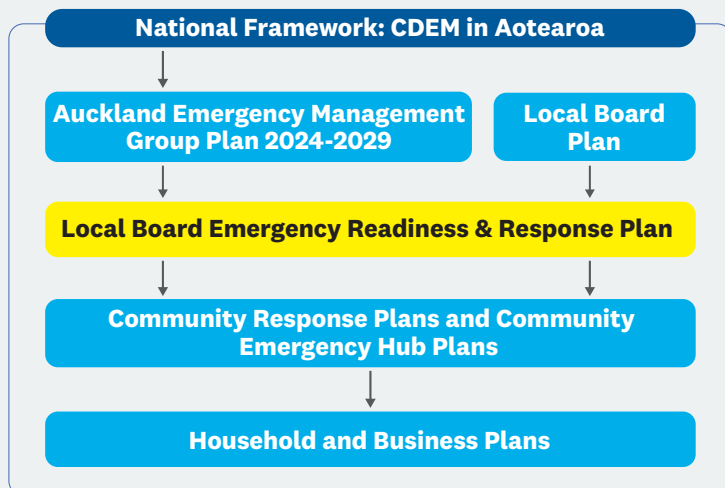 National Framework: CDEM in Aotearoa
Auckland Emergency Management
Group Plan 2024-2029
Local Board
Plan
Local Board Emergency Readiness & Response Plan
Community Response Plans and Community
Emergency Hub Plans
Household and Business Plans